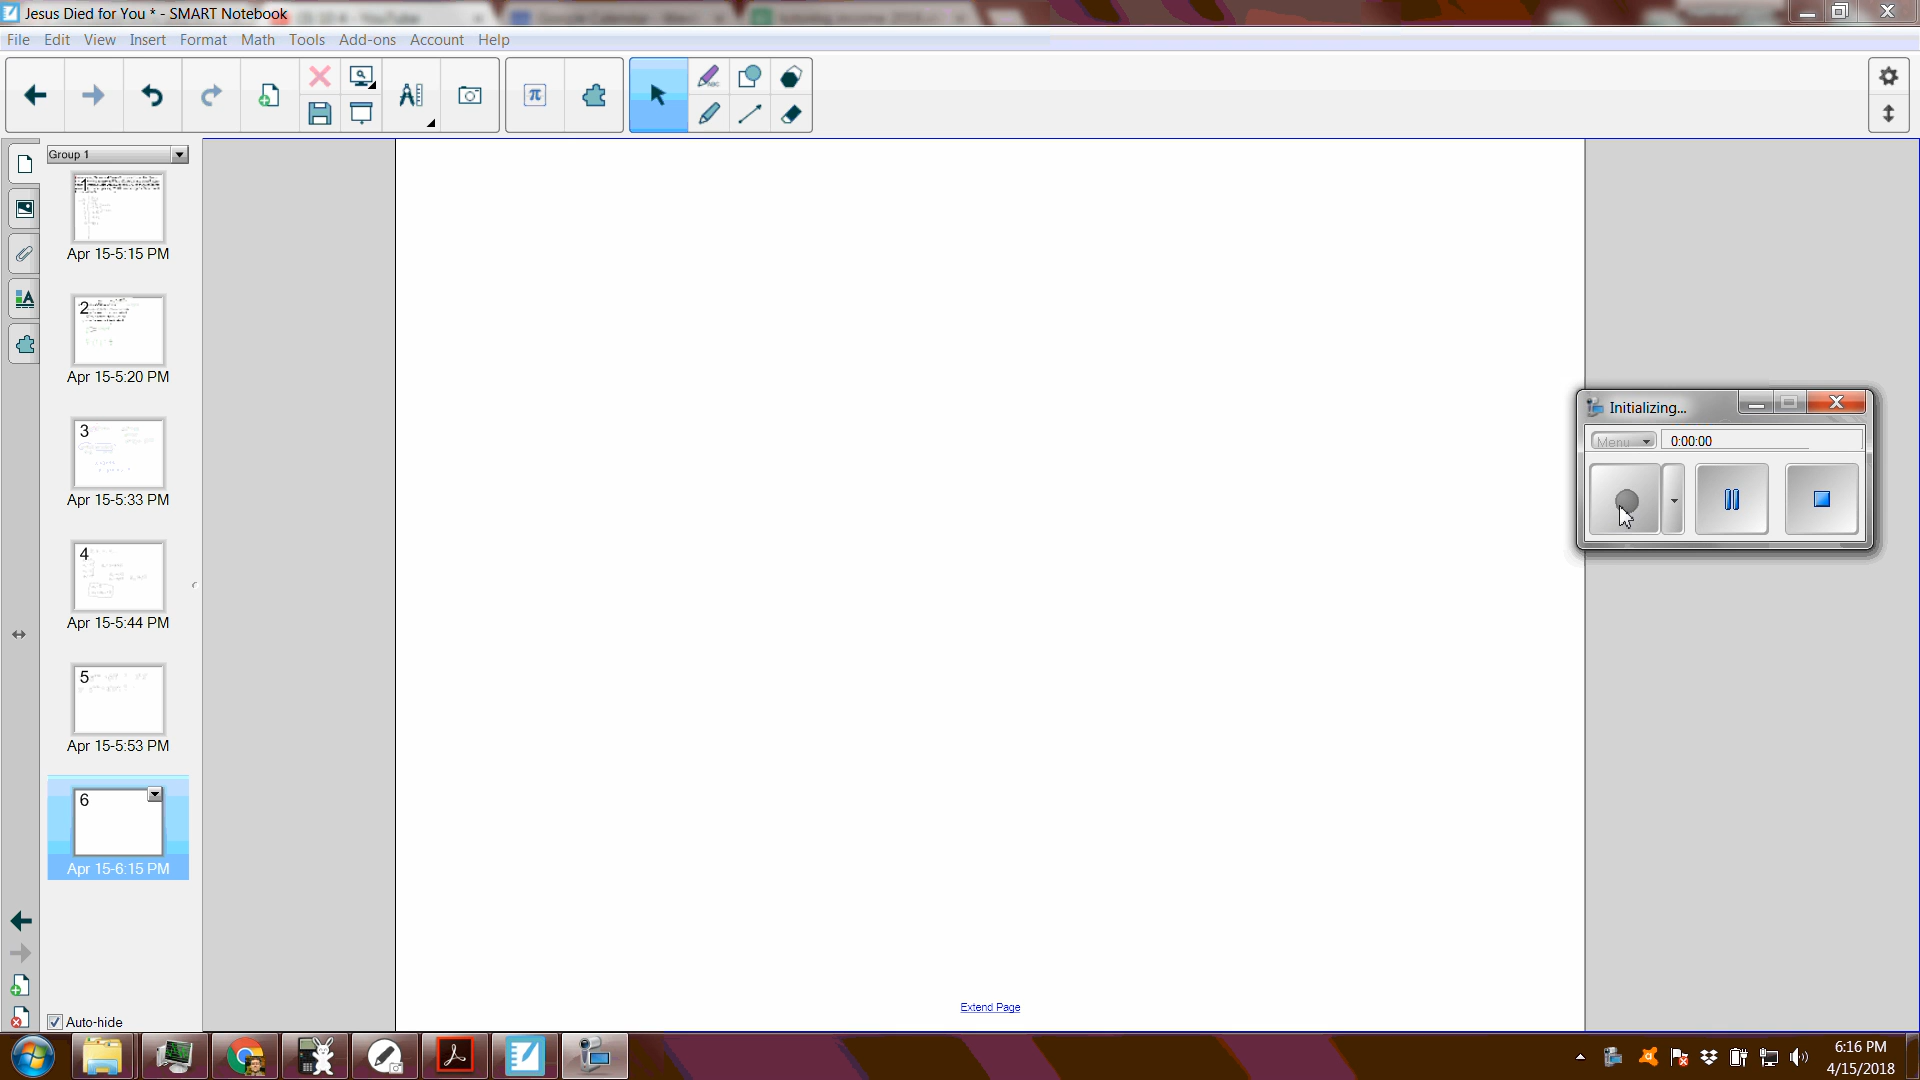 Jesus Died for You * - SMART Notebook
File Edit View Insert Format Math Tools Add-ons Account Help
π
Group 1
1
Apr 15-5:15 PM
2
Apr 15-5:20 PM
3
Apr 15-5:33 PM
4
Apr 15-5:44 PM
5
Apr 15-5:53 PM
6
Apr 15-6:15 PM
Auto-hide
Extend Page
Initializing...
Menu 0:00:00
6:16 PM
4/15/2018